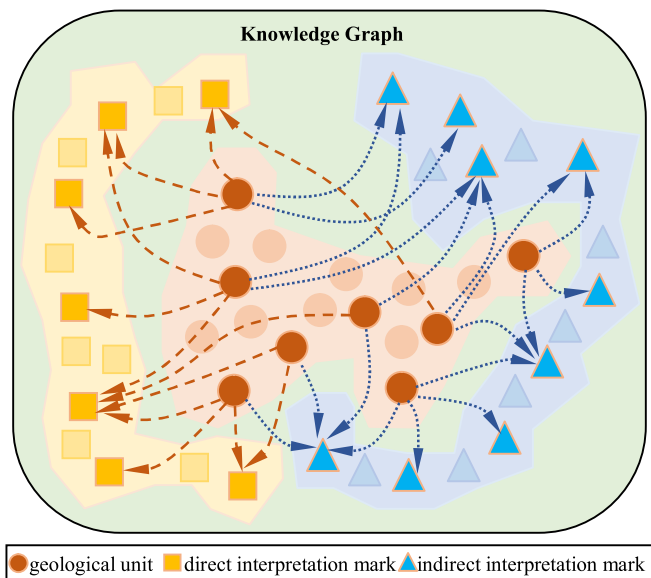 Knowledge Graph
geological unit direct interpretation mark indirect interpretation mark